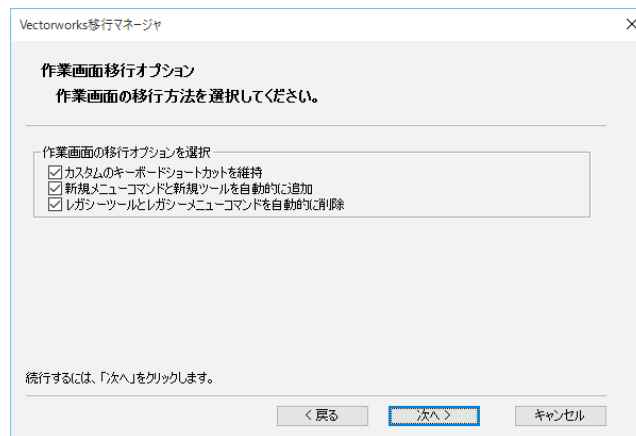 Vectorworks移行マネージャ
作業画面移行オプション
作業画面の移行方法を選択してください。
作業画面の移行オプションを選択
カスタムのキーボードショートカットを維持
新規メニューコマンドと新規ツールを自動的に追加
レガシーツールとレガシーメニューコマンドを自動的に削除
続行するには、「次へ」をクリックします。
< 戻る 次へ > キャンセル